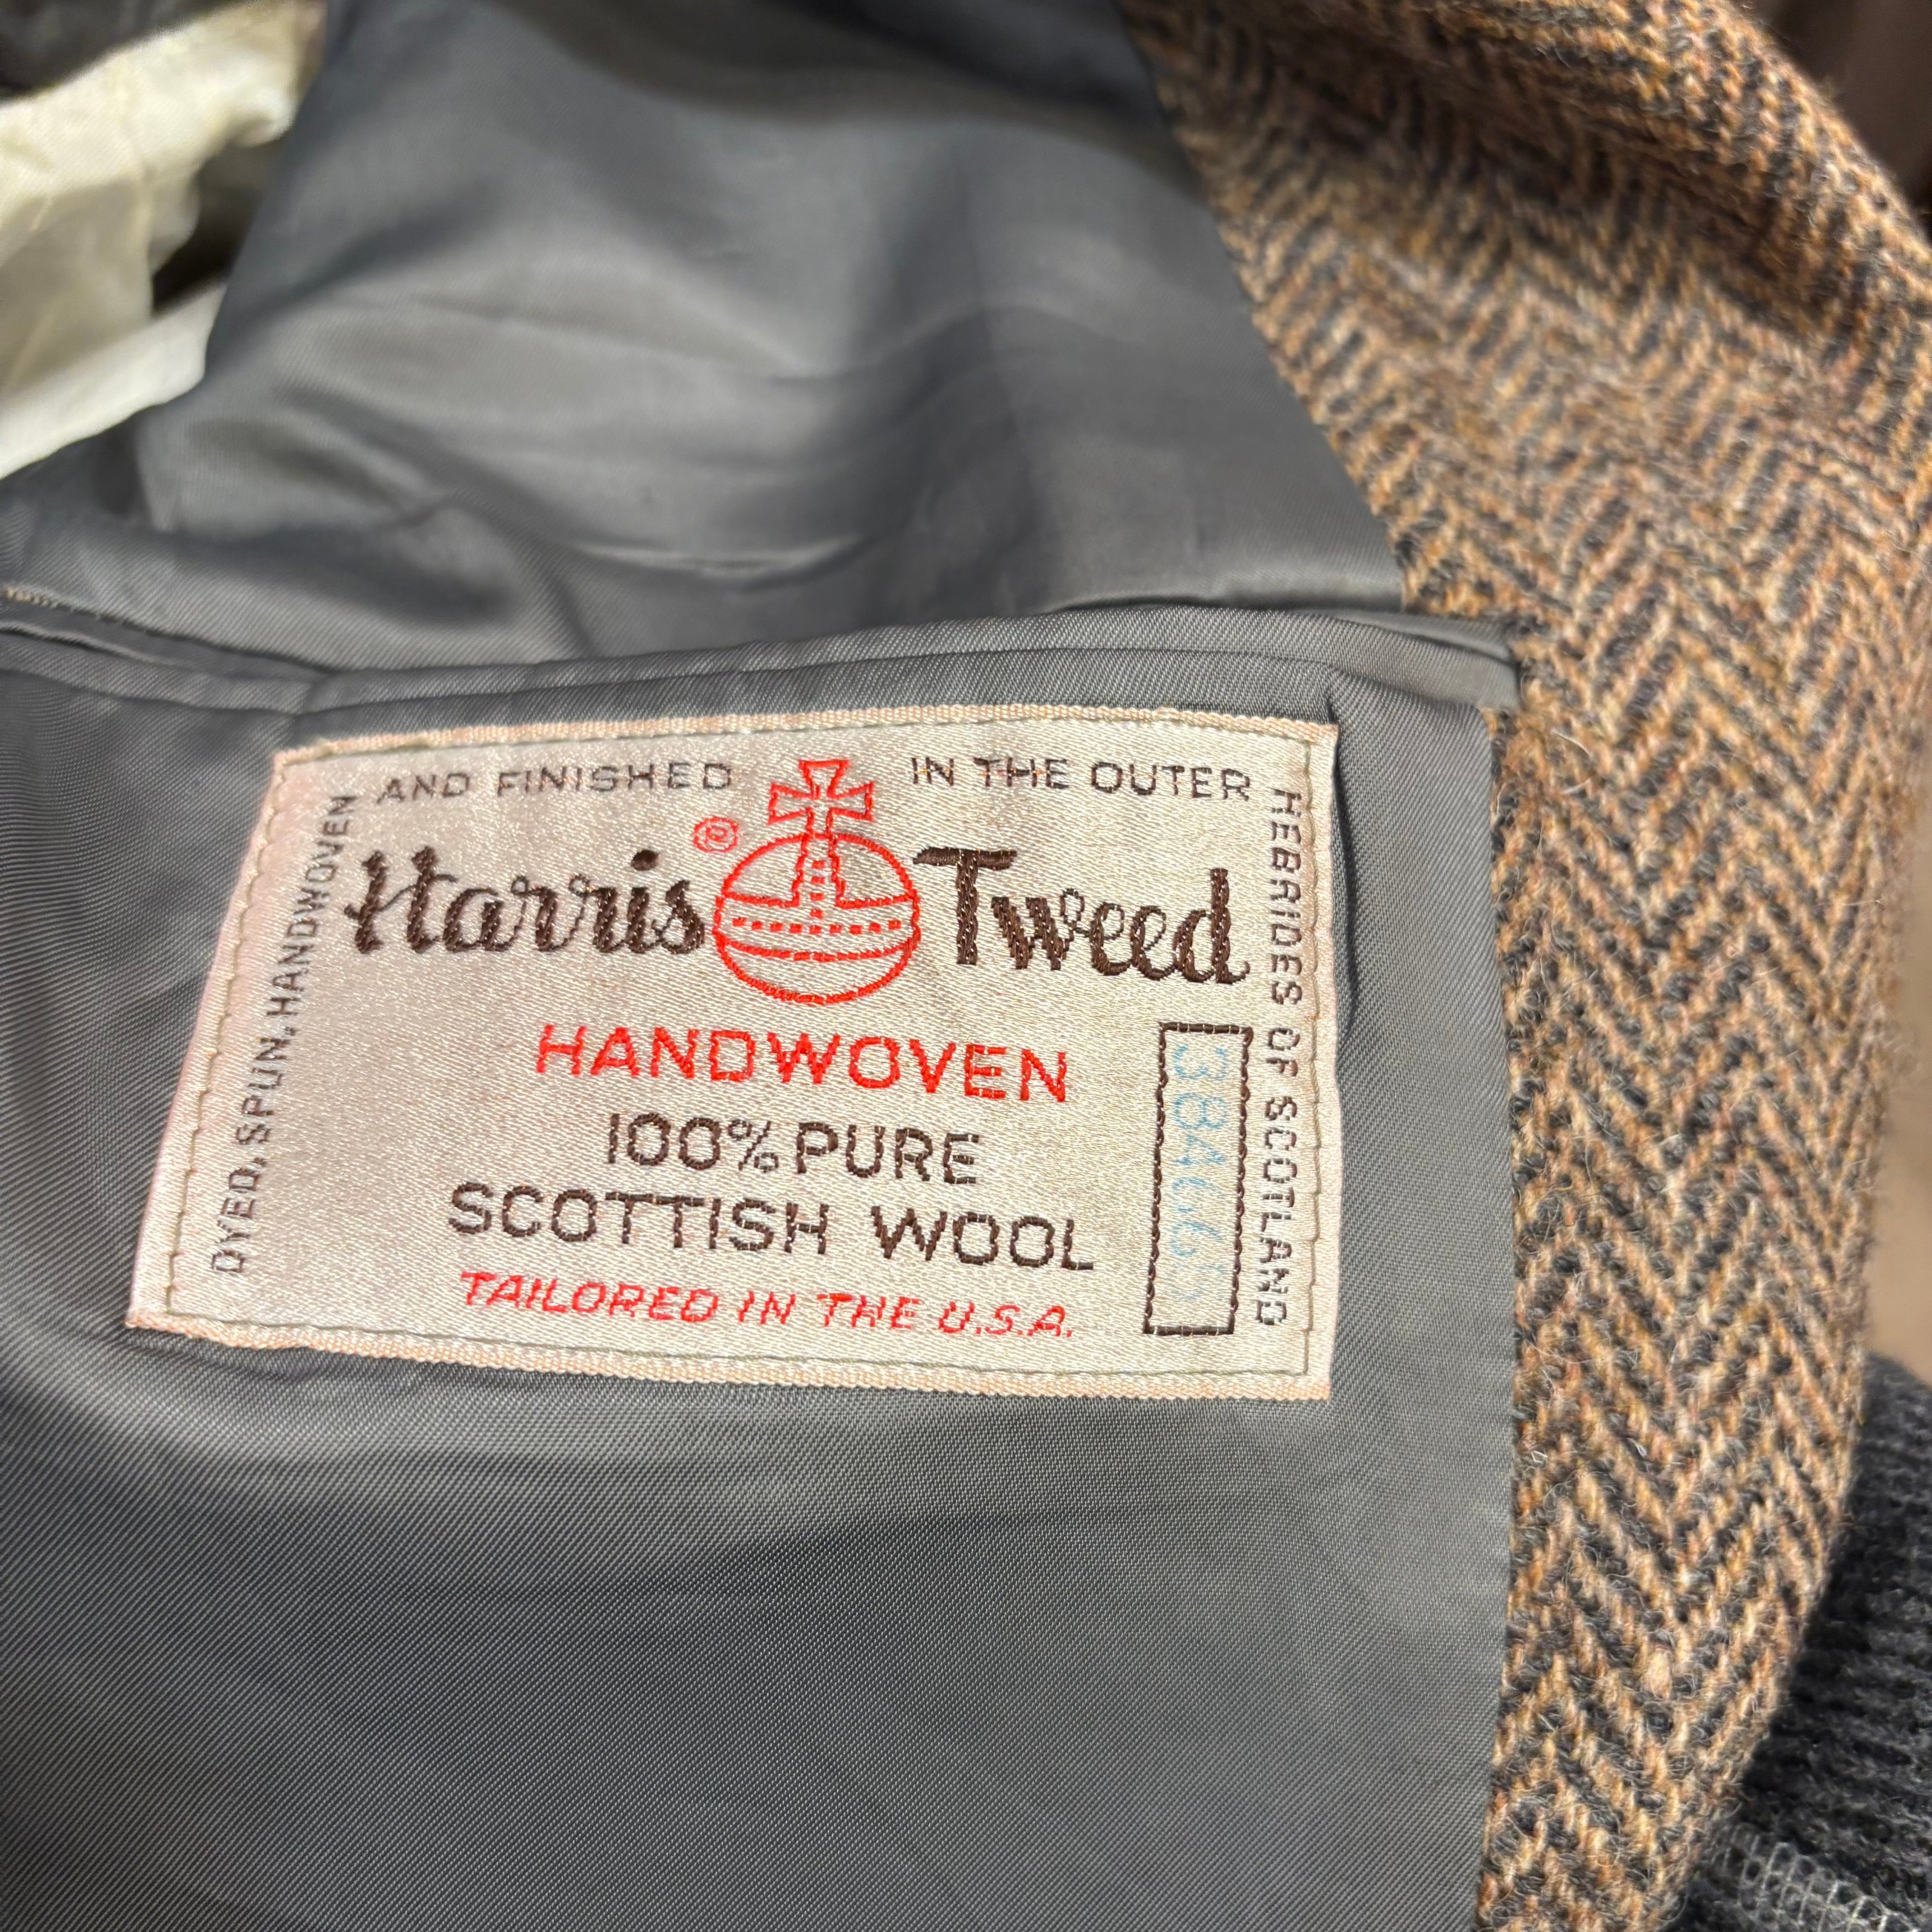 DYED, SPUN, HANDWOVEN
AND FINISHED
IN THE OUTER
HEBRIDES OF SCOTLAND
Harris ® Tweed
HANDWOVEN
100% PURE
SCOTTISH WOOL
TAILORED IN THE U.S.A.